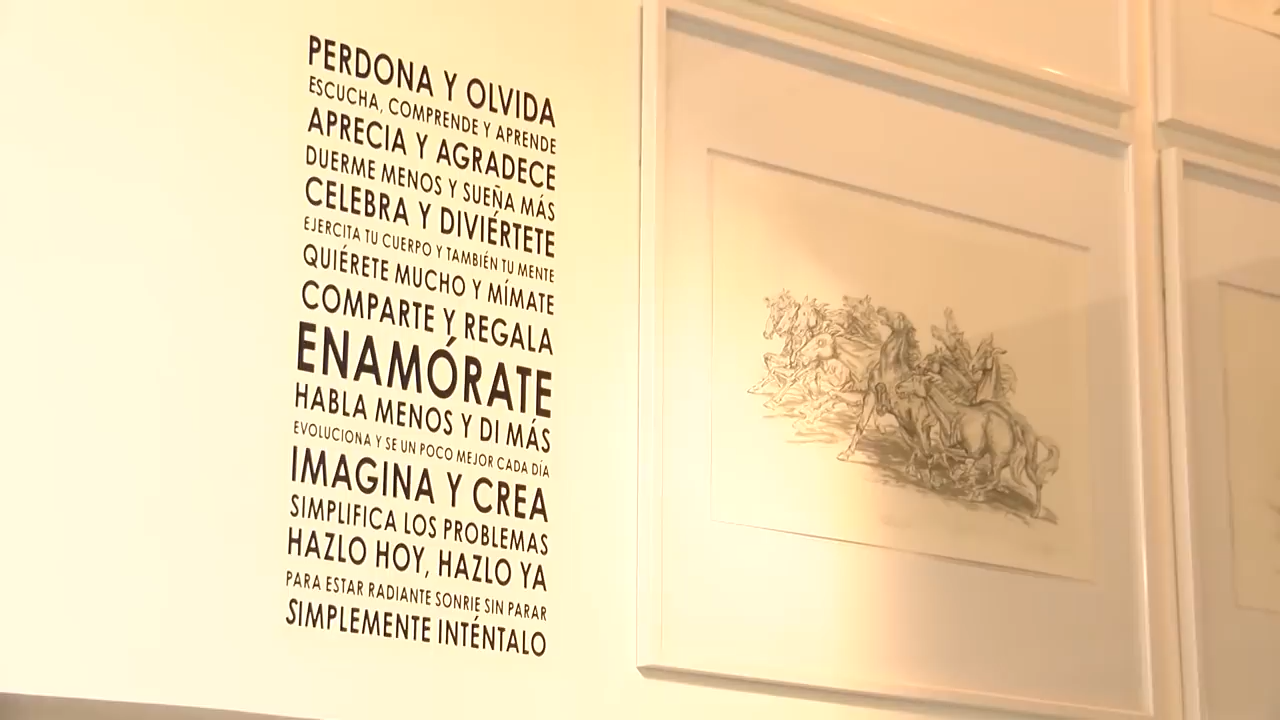 PERDONA Y OLVIDA
ESCUCHA, COMPRENDE Y APRENDE
APRECIA Y AGRADECE
DUERME MENOS Y SUEÑA MÁS
CELEBRA Y DIVIÉRTETE
EJERCITA TU CUERPO Y TAMBIÉN TU MENTE
QUIÉRETE MUCHO Y MÍMATE
COMPARTE Y REGALA
ENAMÓRATE
HABLA MENOS Y DI MÁS
EVOLUCIONA Y SE UN POCO MEJOR CADA DÍA
IMAGINA Y CREA
SIMPLIFICA LOS PROBLEMAS
HAZLO HOY, HAZLO YA
PARA ESTAR RADIANTE SONRIE SIN PARAR
SIMPLEMENTE INTÉNTALO